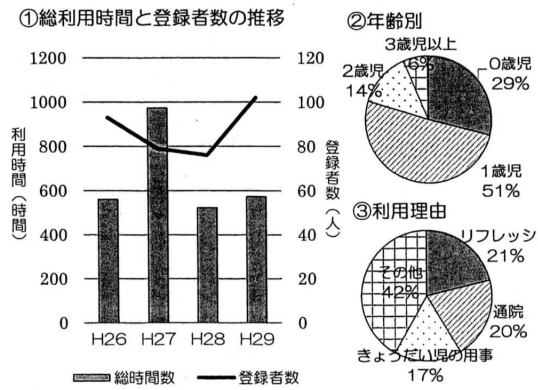 ①総利用時間と登録者数の推移
1200
1000
800
600
400
200
0
利用時間（時間）
120
100
80
60
40
20
0
登録者数（人）
H26 H27 H28 H29
総時間数 登録者数
②年齢別
3歳児以上
6%
0歳児
29%
2歳児
14%
1歳児
51%
③利用理由
リフレッシ
21%
その他
42%
通院
20%
きょうだい児の用事
17%